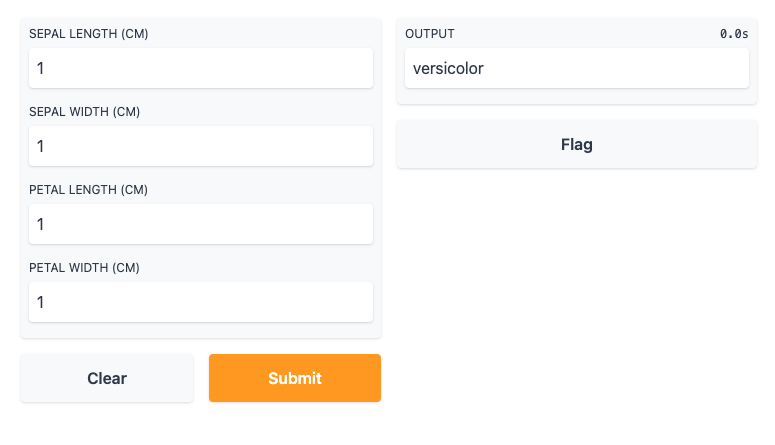 SEPAL LENGTH (CM)
1
SEPAL WIDTH (CM)
1
PETAL LENGTH (CM)
1
PETAL WIDTH (CM)
1
Clear
Submit
OUTPUT
0.0s
versicolor
Flag